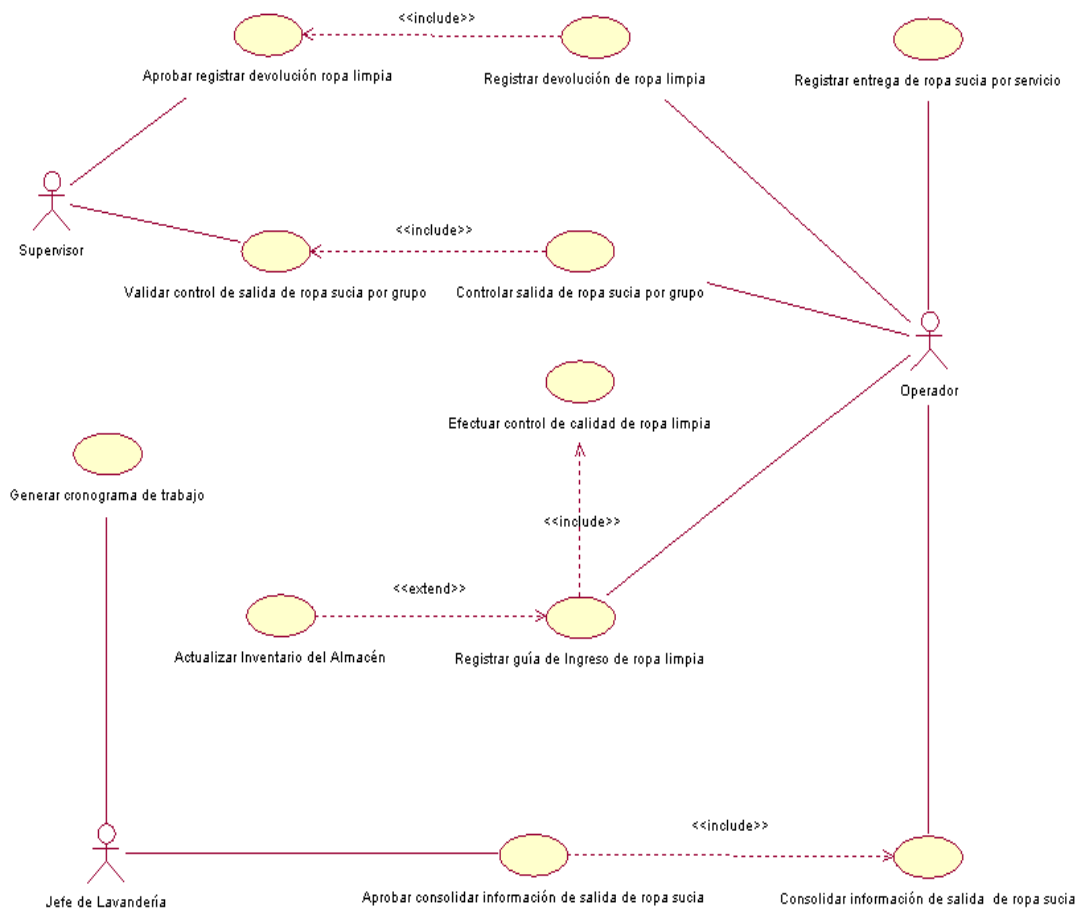 <<include>>
Aprobar registrar devolución ropa limpia
Registrar devolución de ropa limpia
Registrar entrega de ropa sucia por servicio
Supervisor
<<include>>
Validar control de salida de ropa sucia por grupo
Controlar salida de ropa sucia por grupo
Operador
Efectuar control de calidad de ropa limpia
Generar cronograma de trabajo
<<include>>
<<extend>>
Actualizar Inventario del Almacén
Registrar guía de Ingreso de ropa limpia
<<include>>
Jefe de Lavandería
Aprobar consolidar información de salida de ropa sucia
Consolidar información de salida de ropa sucia